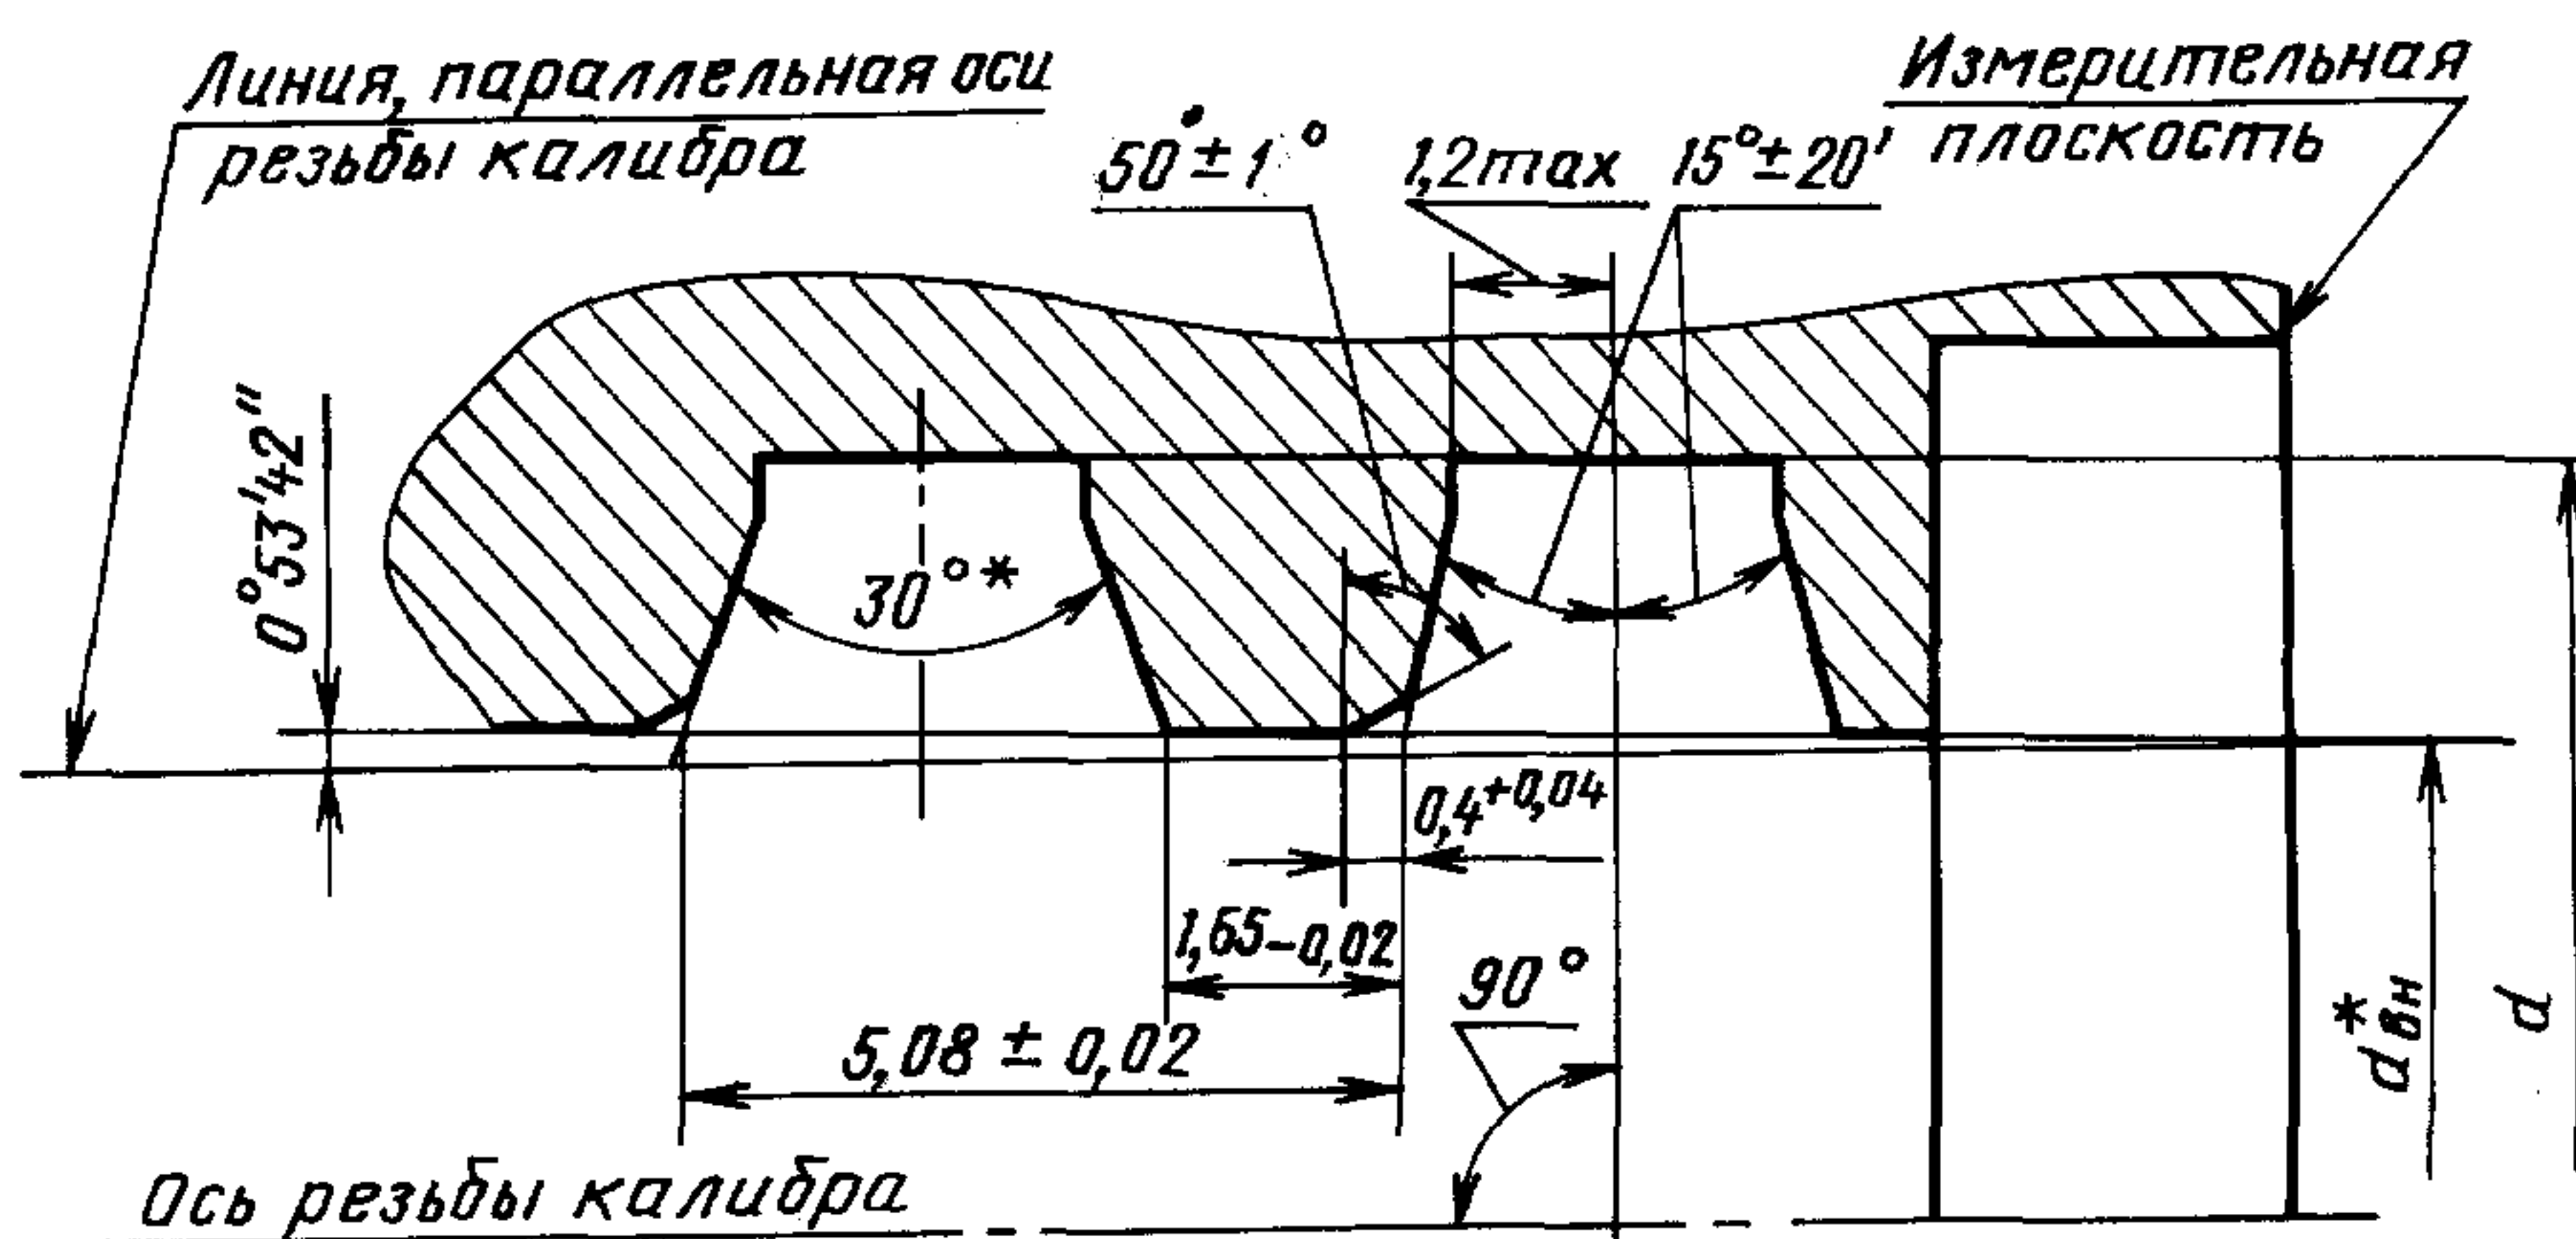 Линия, параллельная оси
резьбы калибра
Измерительная
плоскость
50°±1°
1,2max
15°±20'
0°53'42"
30°*
0,4+0,04
1,65-0,02
5,08 ± 0,02
90°
d*вн
d
Ось резьбы калибра